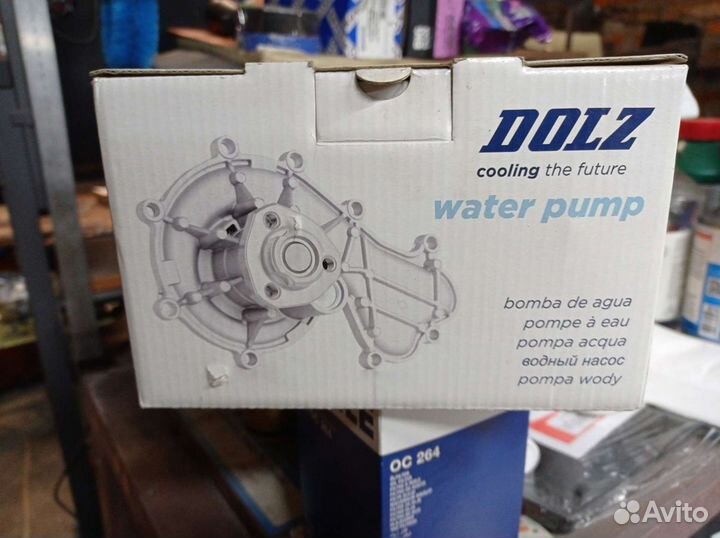 DOLZ
cooling the future
water pump
bomba de agua
pompe à eau
pompa acqua
водный насос
pompa wody
OC 264
Avito